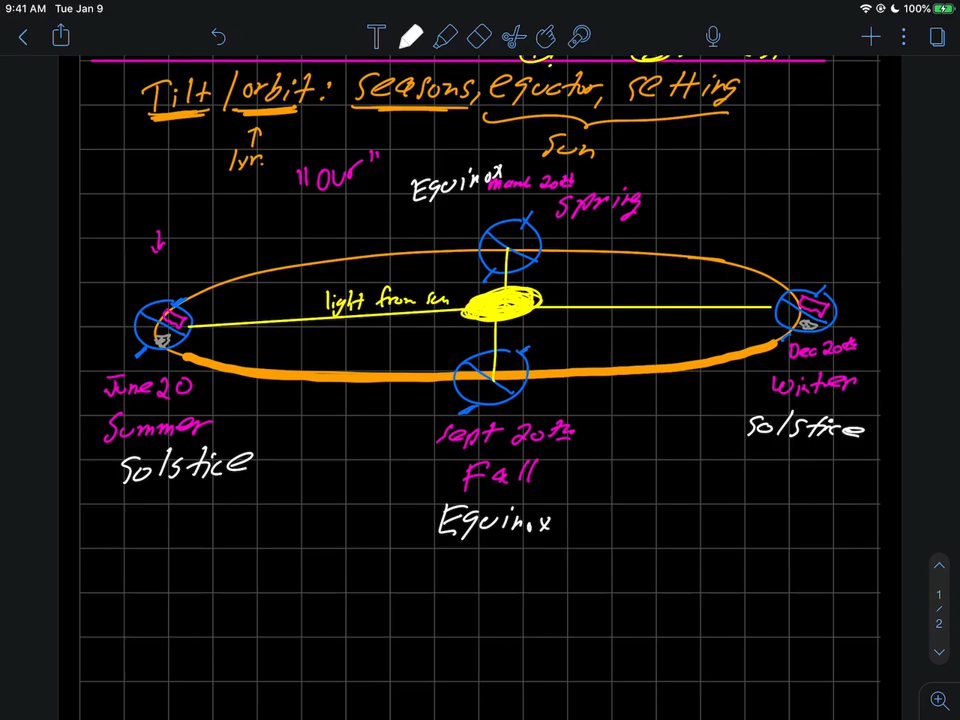 9:41 AM Tue Jan 9
100%
Tilt / orbit: seasons, equator, setting
1yr.
Sun
"our"
Equinox
March 20th
Spring
light from sun
June 20
Summer
Solstice
Dec 20th
Winter
Solstice
Sept 20th
Fall
Equinox
1
/
2